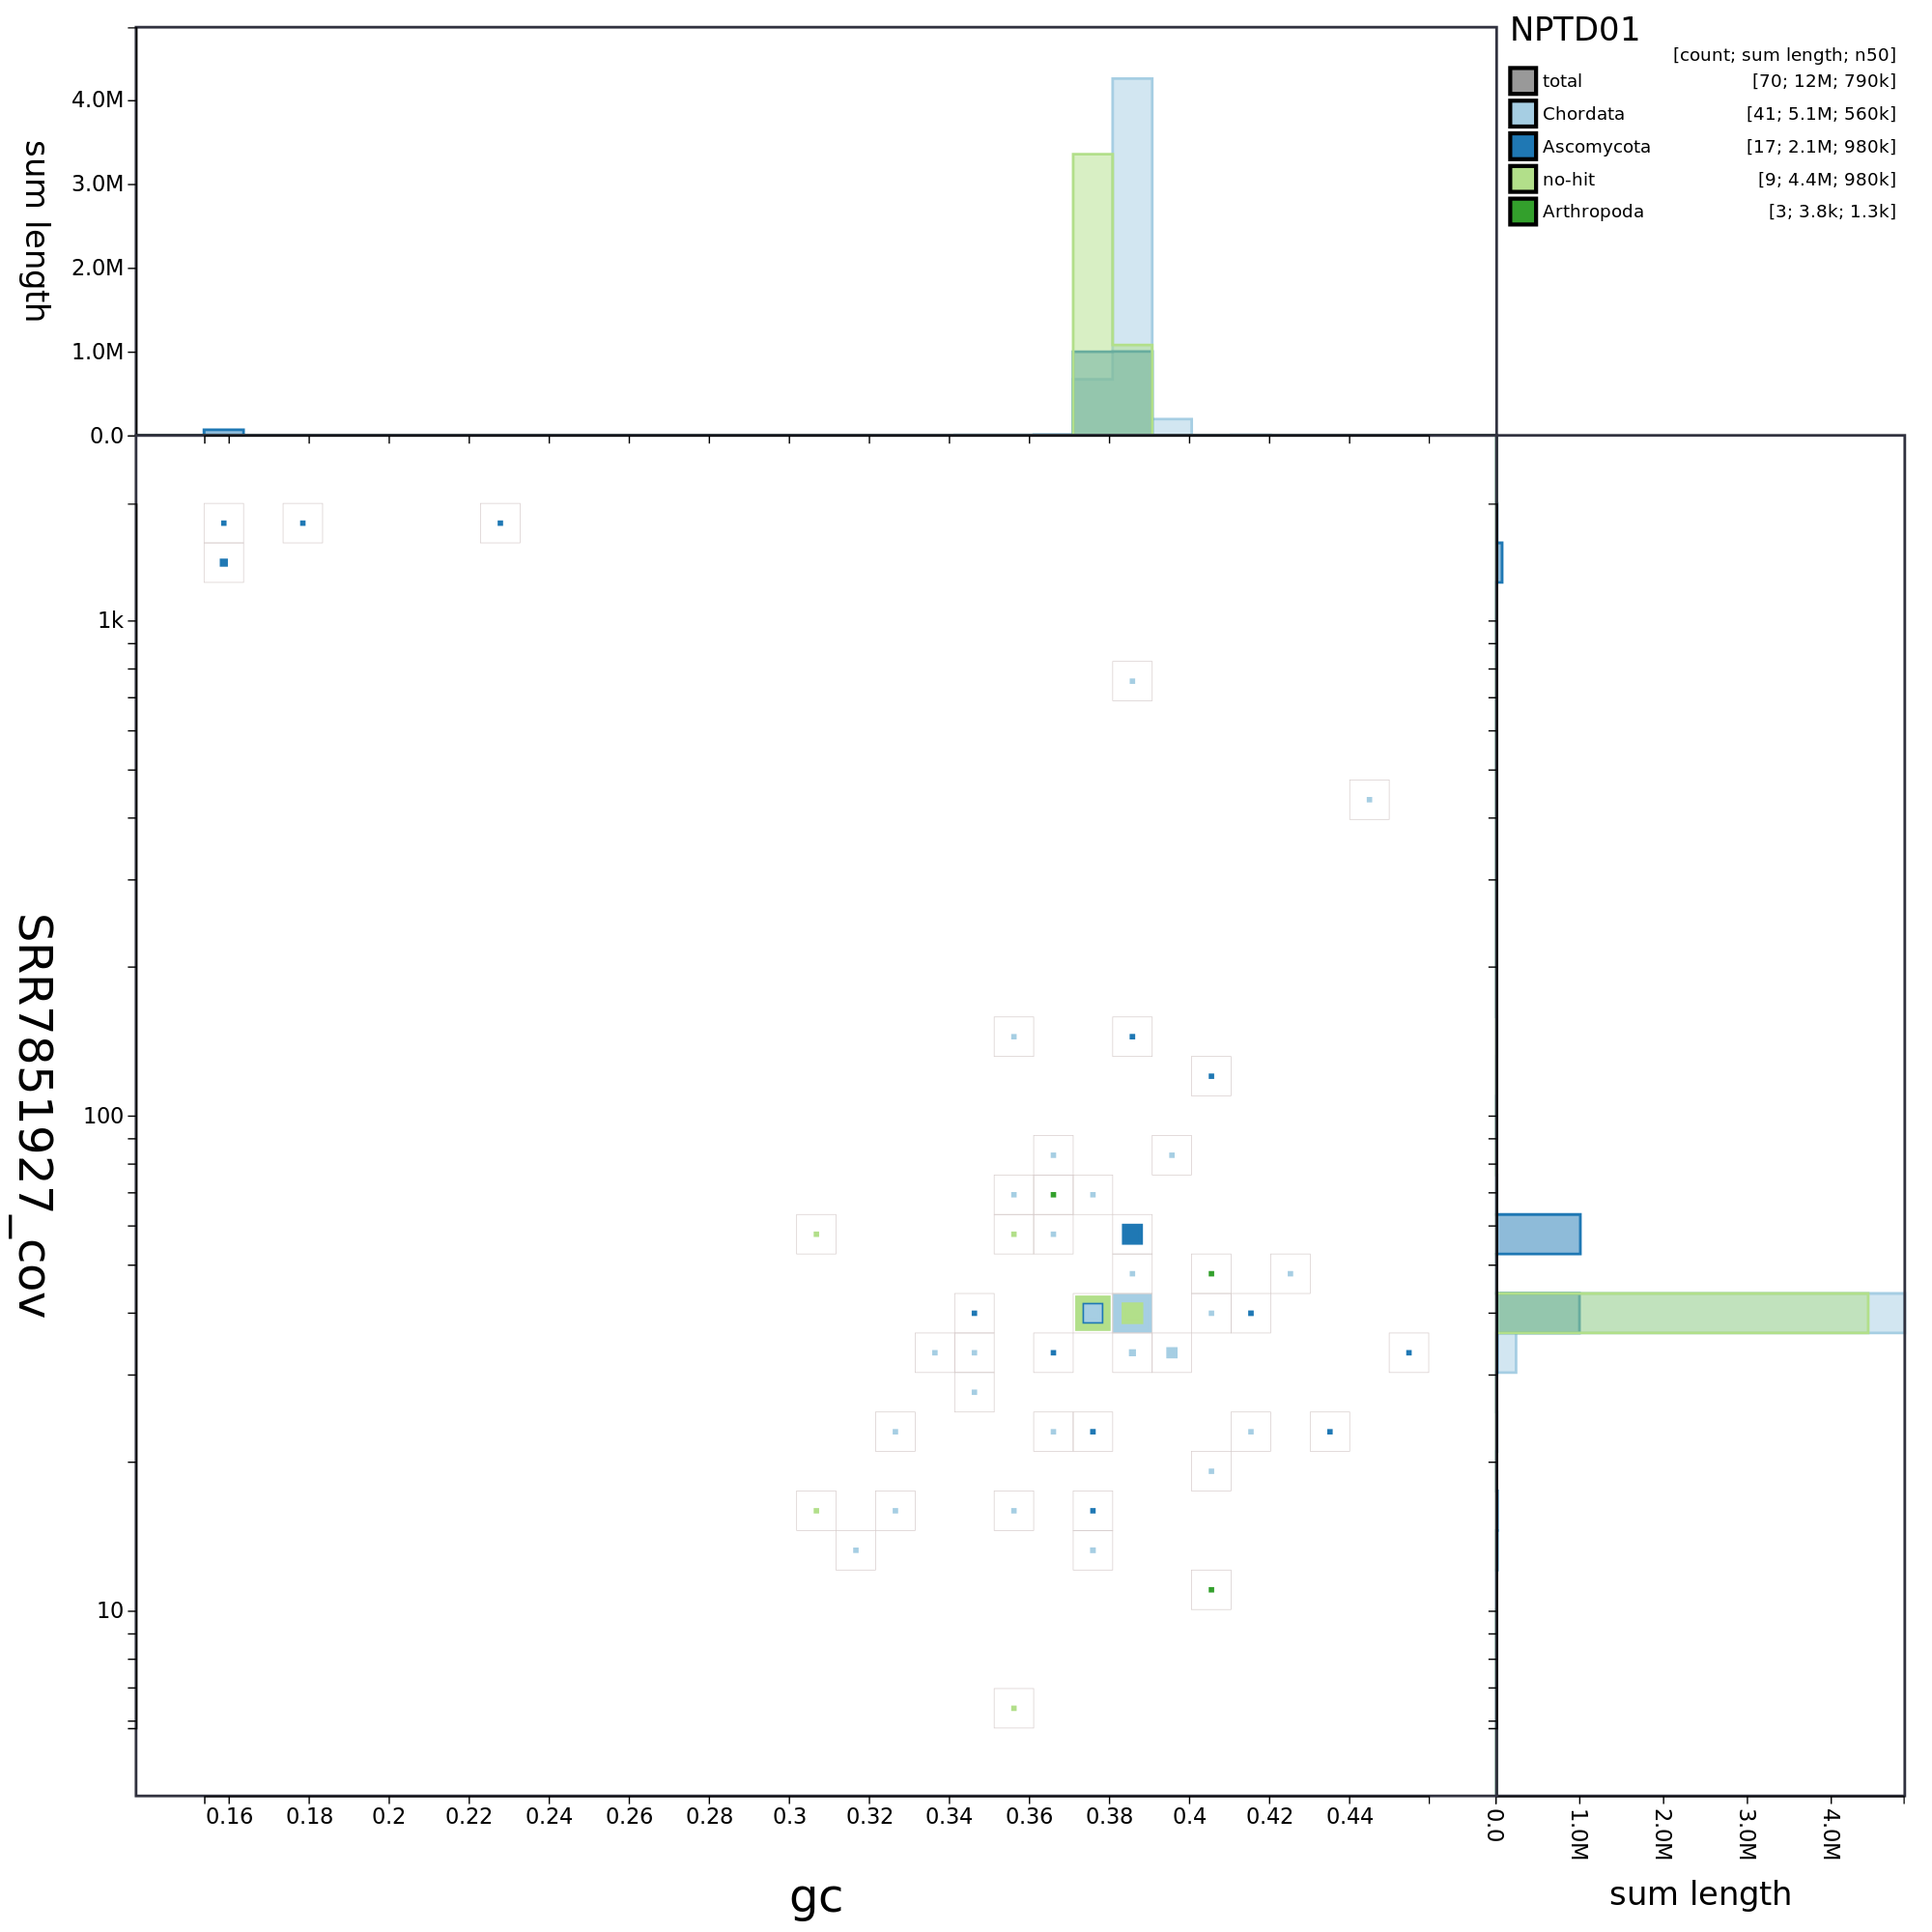 NPTD01
[count; sum length; n50]
total [70; 12M; 790k]
Chordata [41; 5.1M; 560k]
Ascomycota [17; 2.1M; 980k]
no-hit [9; 4.4M; 980k]
Arthropoda [3; 3.8k; 1.3k]
sum length
4.0M
3.0M
2.0M
1.0M
0.0
SRR7851927_cov
1k
100
10
0.16 0.18 0.2 0.22 0.24 0.26 0.28 0.3 0.32 0.34 0.36 0.38 0.4 0.42 0.44
gc
0.0 1.0M 2.0M 3.0M 4.0M
sum length